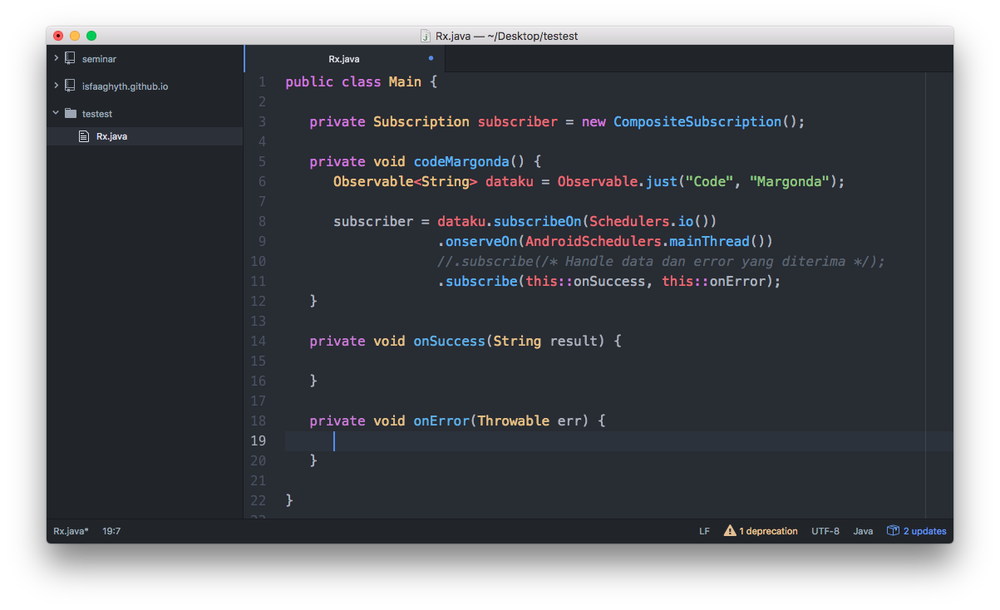 Rx.java — ~/Desktop/testest
seminar
isfaaghyth.github.io
testest
Rx.java
Rx.java
1 public class Main {
2
3 private Subscription subscriber = new CompositeSubscription();
4
5 private void codeMargonda() {
6 Observable<String> dataku = Observable.just("Code", "Margonda");
7
8 subscriber = dataku.subscribeOn(Schedulers.io())
9 .onserveOn(AndroidSchedulers.mainThread())
10 //.subscribe(/* Handle data dan error yang diterima */);
11 .subscribe(this::onSuccess, this::onError);
12 }
13
14 private void onSuccess(String result) {
15
16 }
17
18 private void onError(Throwable err) {
19
20 }
21
22 }
Rx.java* 19:7 LF 1 deprecation UTF-8 Java 2 updates